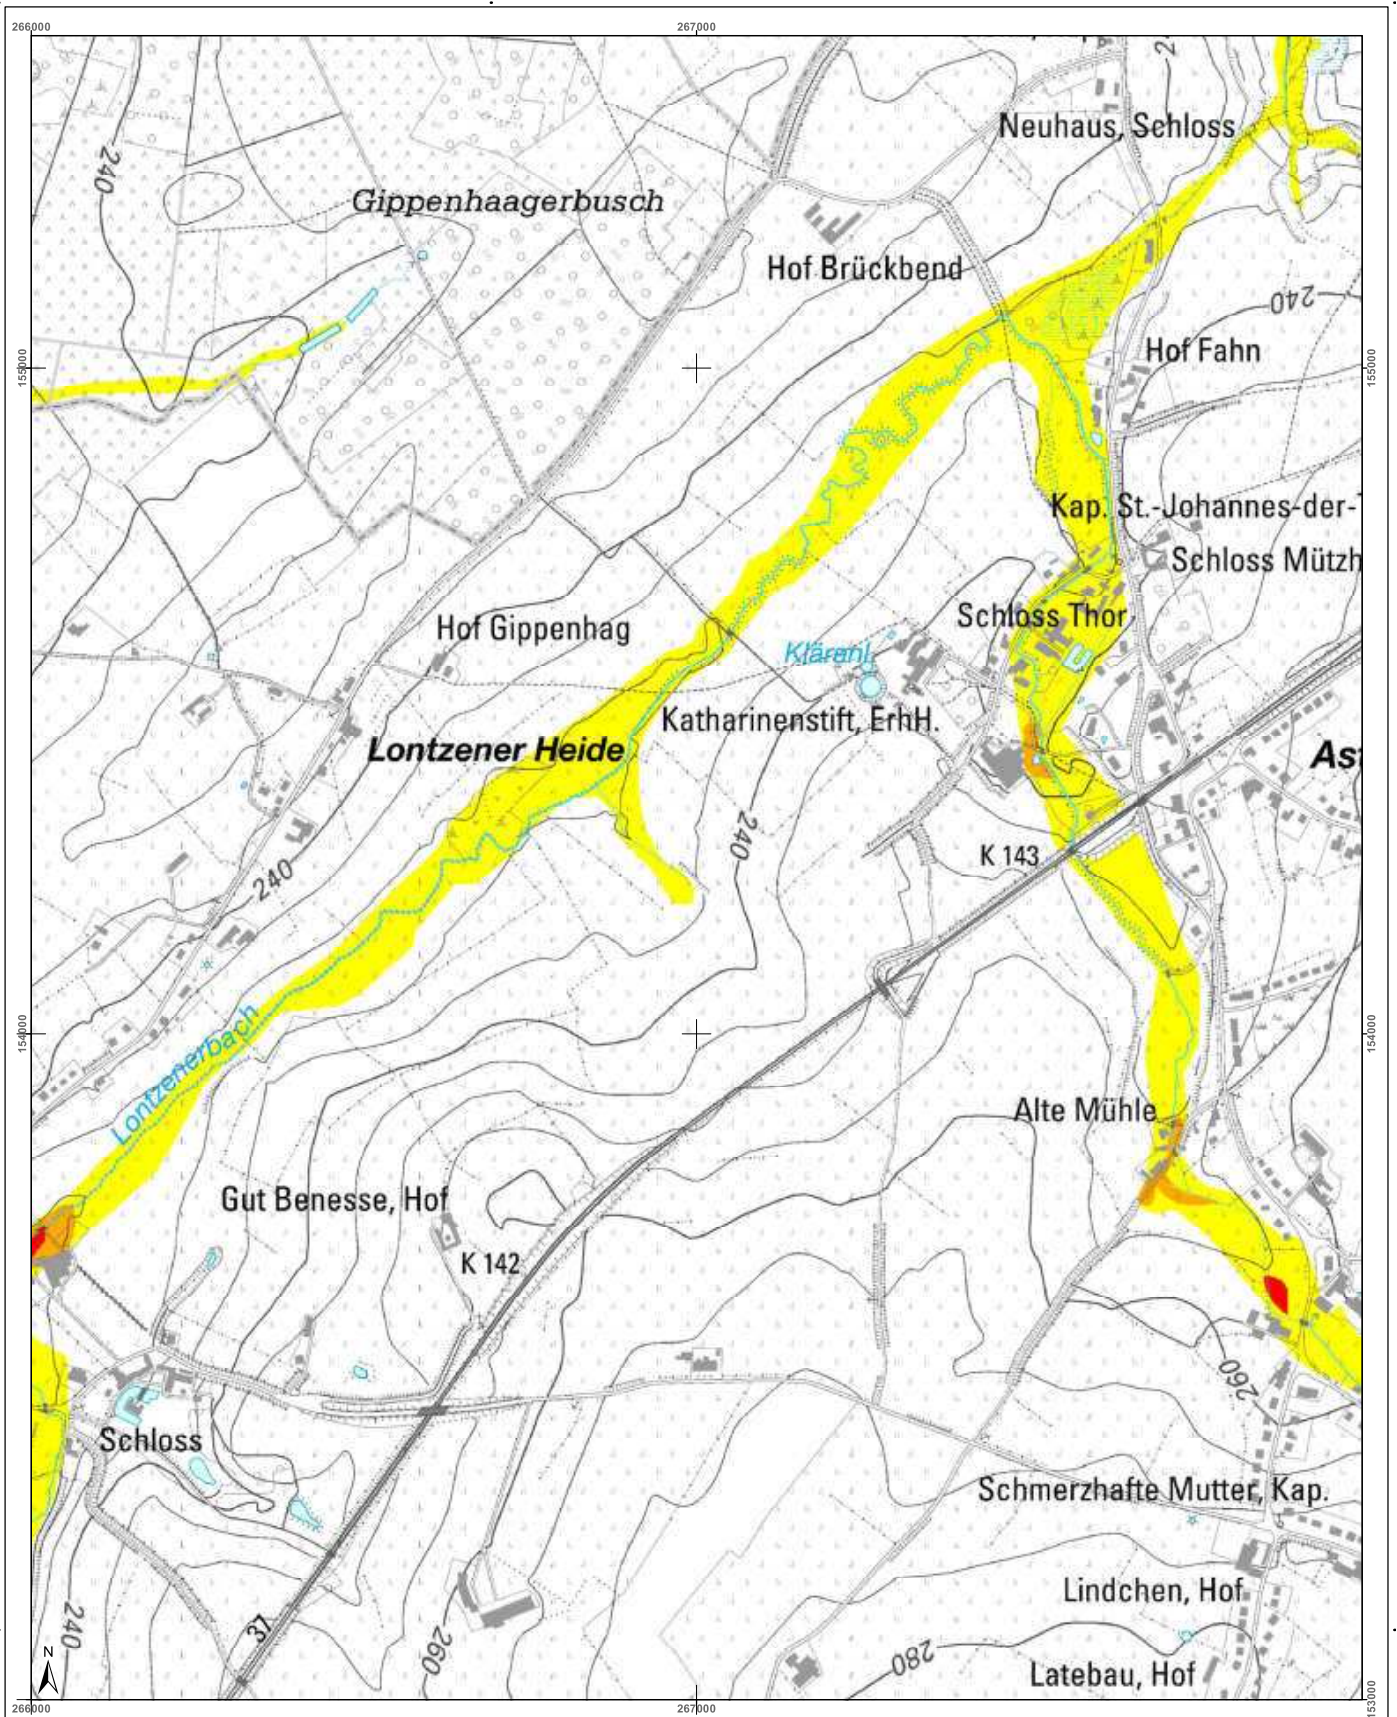 266000
267000
2
Neuhaus, Schloss
240
Gippenhaagerbusch
Hof Brückbend
240
Hof Fahn
155000
155000
Kap. St.-Johannes-der-
Schloss Mützh
Schloss Thor
Hof Gippenhag
Kläranl.
Katharinenstift, ErhH.
Lontzener Heide
Ast
240
K 143
240
154000
154000
Lontzenerbach
Alte Mühle
Gut Benesse, Hof
K 142
260
Schloss
Schmerzhafte Mutter, Kap.
Lindchen, Hof
37
240
260
280
Latebau, Hof
N
266000
267000
153000